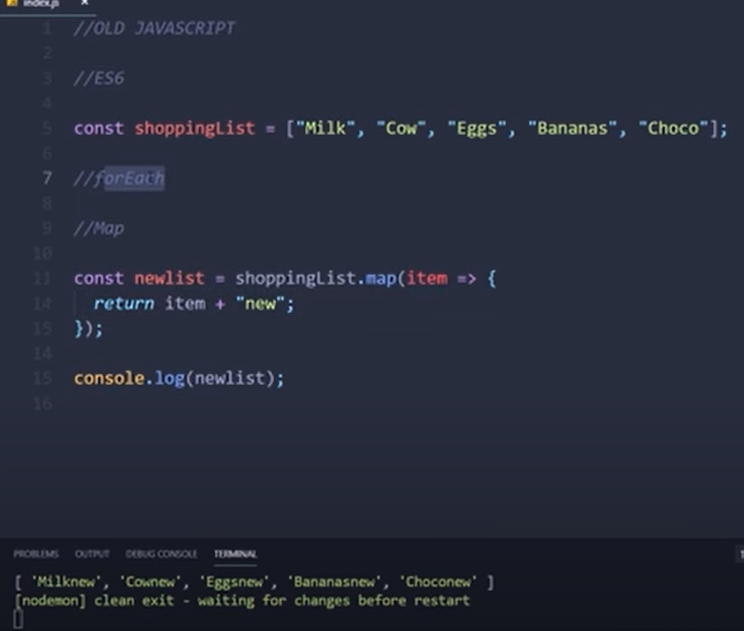 index.js ×
1 //OLD JAVASCRIPT
2
3 //ES6
4
5 const shoppingList = ["Milk", "Cow", "Eggs", "Bananas", "Choco"];
6
7 //forEach
8
9 //Map
10
11 const newlist = shoppingList.map(item => {
14 return item + "new";
15 });
14
15 console.log(newlist);
16
PROBLEMS OUTPUT DEBUG CONSOLE TERMINAL 1
[ 'Milknew', 'Cownew', 'Eggsnew', 'Bananasnew', 'Choconew' ]
[nodemon] clean exit - waiting for changes before restart